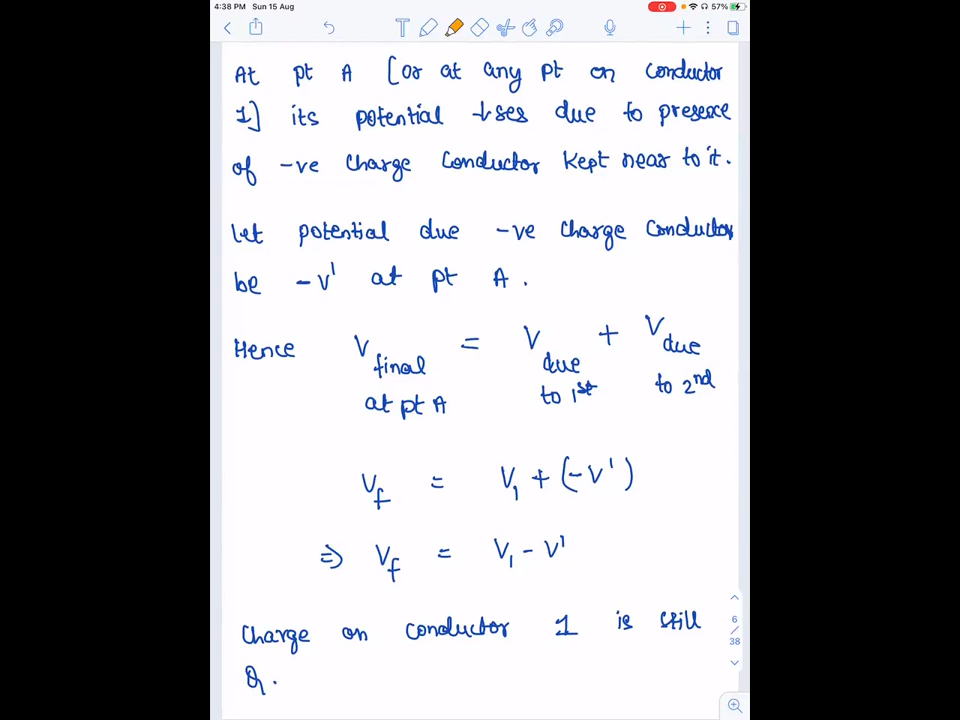 4:38 PM Sun 15 Aug
57%
At pt A [or at any pt on conductor
1] its potential ↓ses due to presence
of -ve charge conductor kept near to it.
Let potential due -ve charge conductor
be -V' at pt A.
Hence V final at pt A = V due to 1st + V due to 2nd
Vf = V1 + (-V')
⇒ Vf = V1 - V'
Charge on conductor 1 is still
Q.
6
/
38